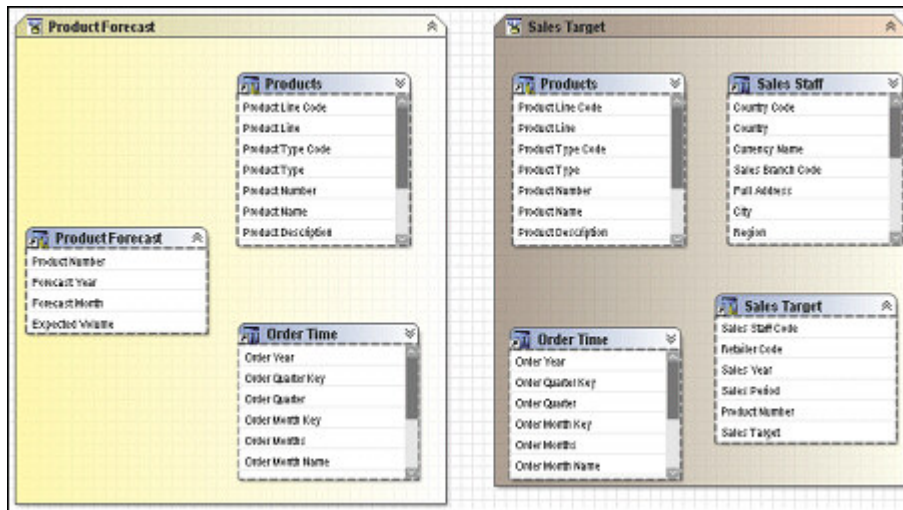 Product Forecast
Products
Product Line Code
Product Line
Product Type Code
Product Type
Product Number
Product Name
Product Description
Product Forecast
Product Number
Forecast Year
Forecast Month
Expected Volume
Order Time
Order Year
Order Quarter Key
Order Quarter
Order Month Key
Order Months
Order Month Name
Sales Target
Products
Product Line Code
Product Line
Product Type Code
Product Type
Product Number
Product Name
Product Description
Sales Staff
Country Code
Country
Currency Name
Sales Branch Code
Full Address
City
Region
Order Time
Order Year
Order Quarter Key
Order Quarter
Order Month Key
Order Months
Order Month Name
Sales Target
Sales Staff Code
Retailer Code
Sales Year
Sales Period
Product Number
Sales Target